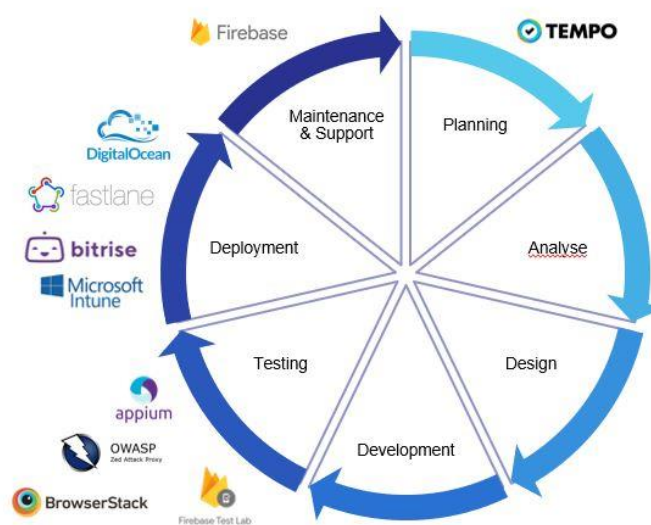 Firebase
TEMPO
Maintenance
& Support
Planning
DigitalOcean
fastlane
Deployment
Analyse
bitrise
Microsoft
Intune
Testing
Design
appium
Development
OWASP
Zed Attack Proxy
BrowserStack
Firebase Test Lab